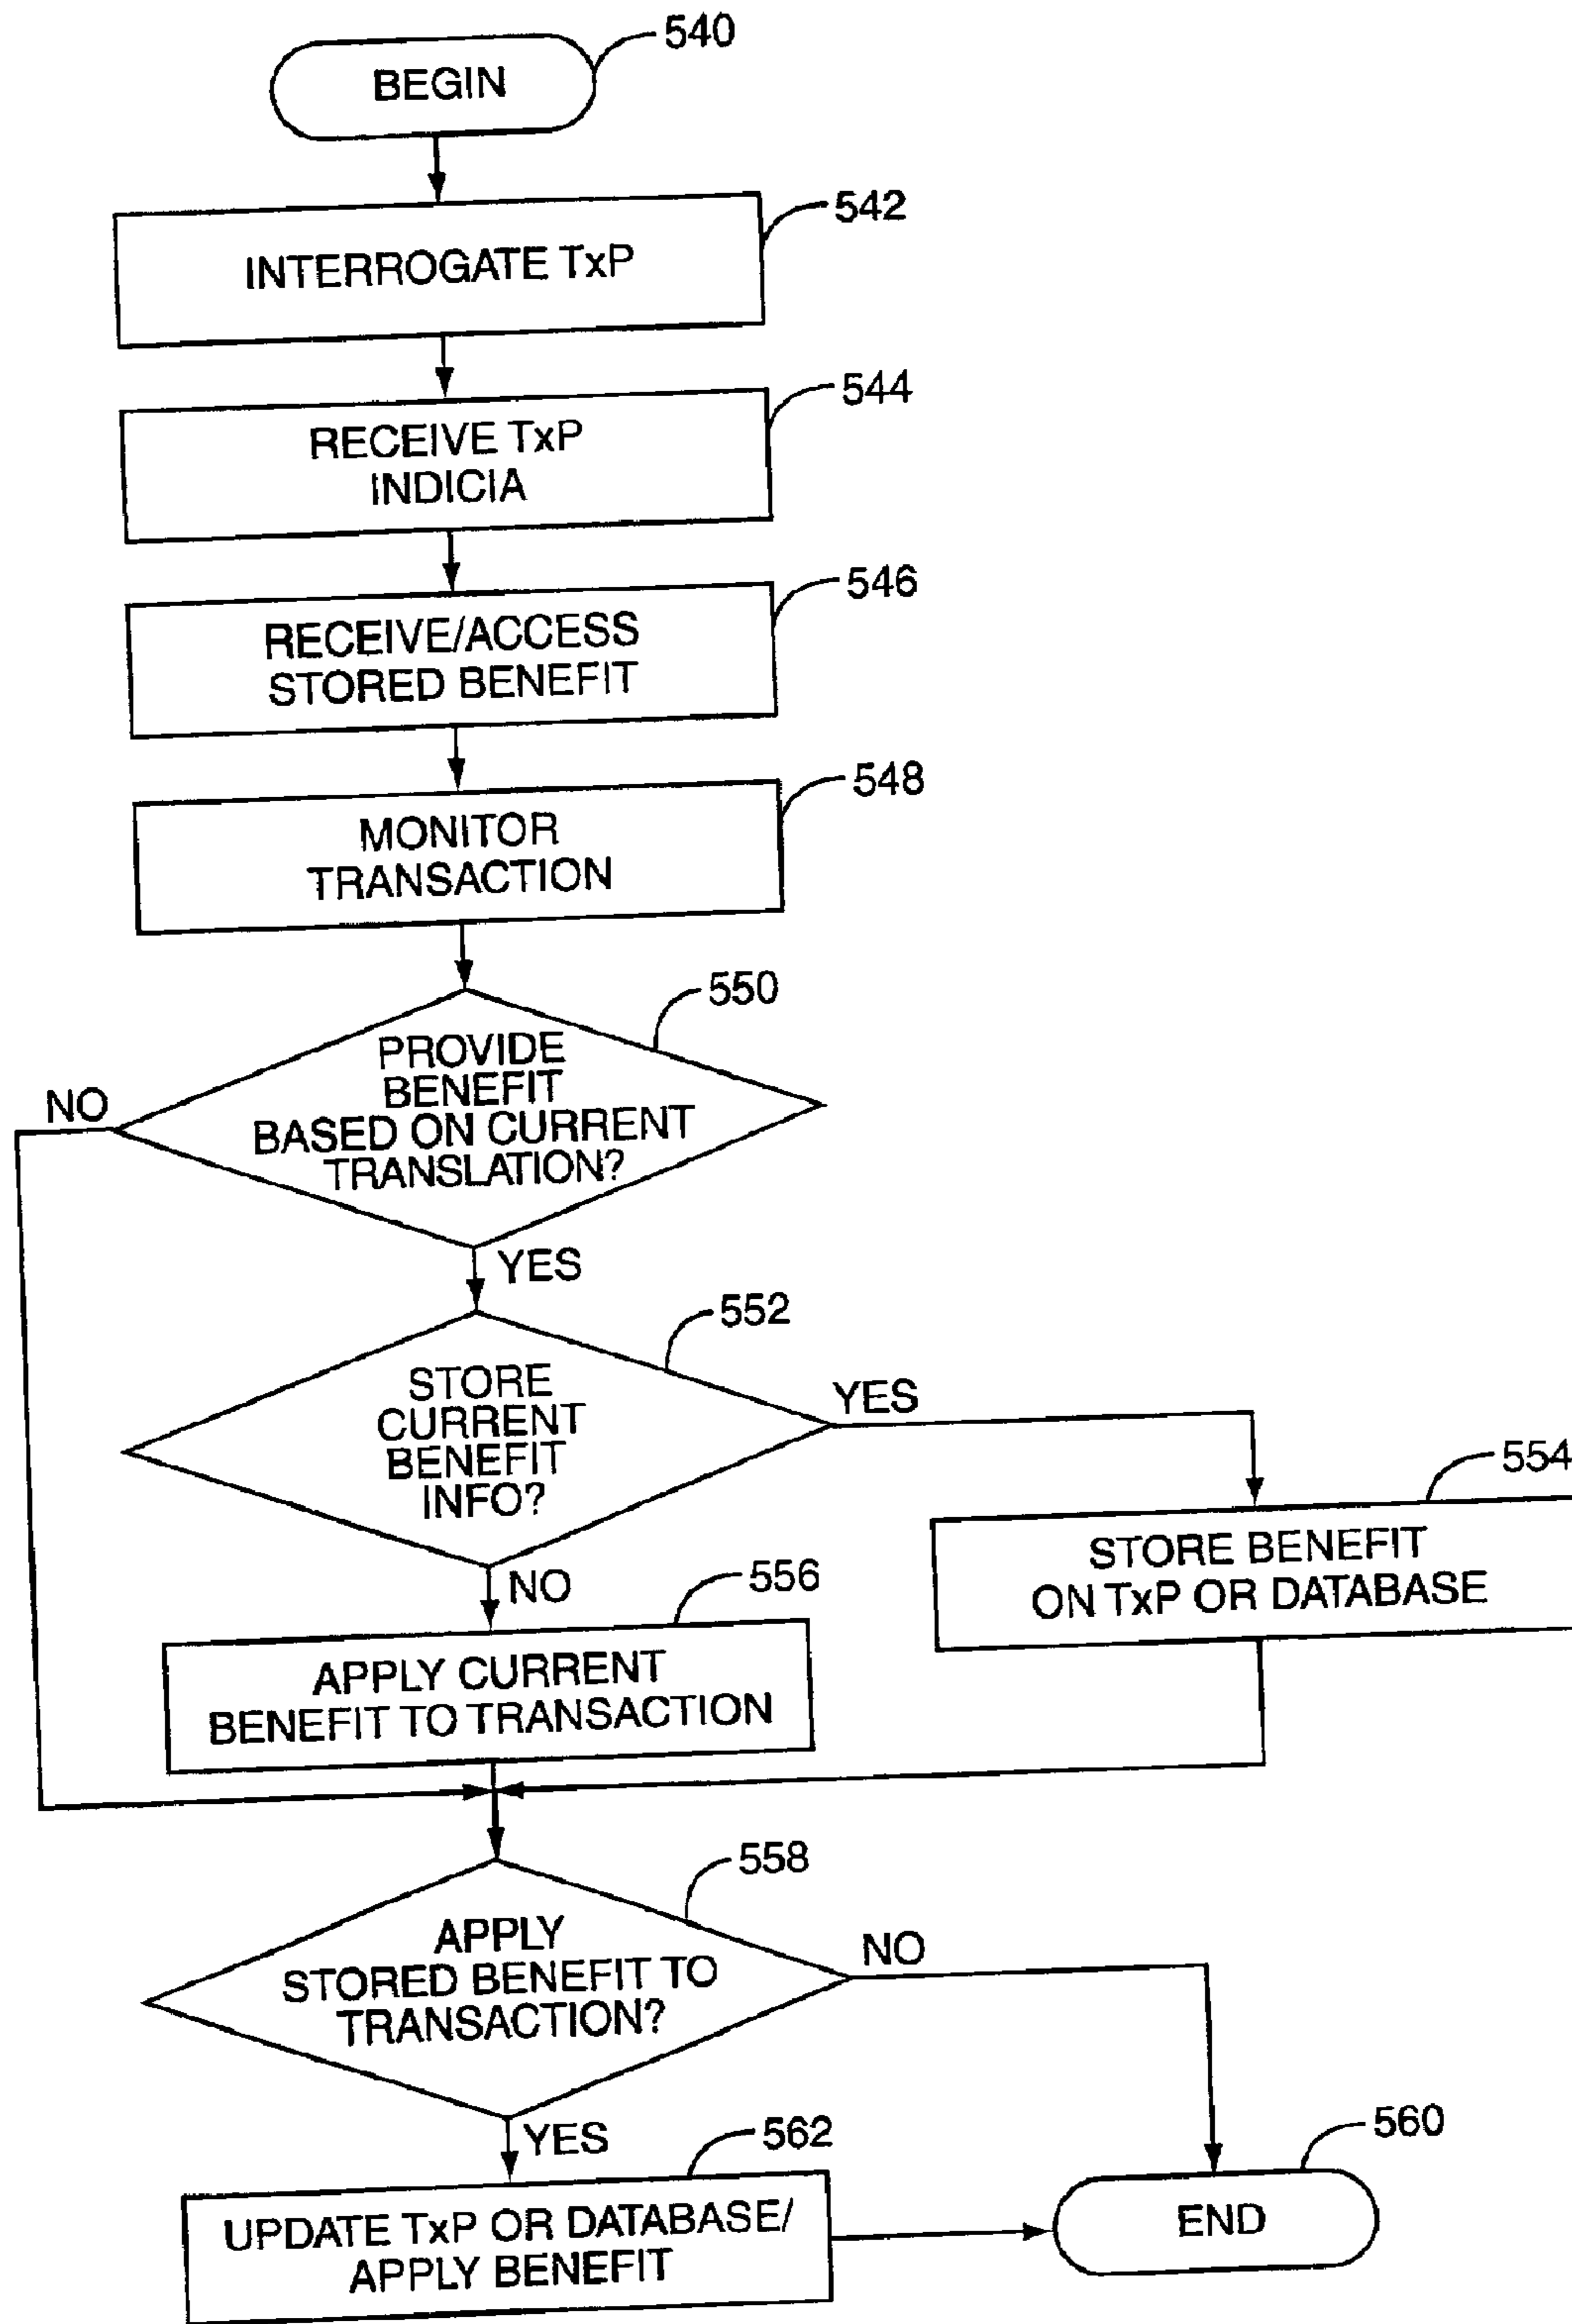 540
BEGIN
542
INTERROGATE TxP
544
RECEIVE TxP
INDICIA
546
RECEIVE/ACCESS
STORED BENEFIT
548
MONITOR
TRANSACTION
550
PROVIDE
BENEFIT
BASED ON CURRENT
TRANSLATION?
NO
YES
552
STORE
CURRENT
BENEFIT
INFO?
YES
554
STORE BENEFIT
ON TxP OR DATABASE
NO
556
APPLY CURRENT
BENEFIT TO TRANSACTION
558
APPLY
STORED BENEFIT TO
TRANSACTION?
NO
YES
562
UPDATE TxP OR DATABASE/
APPLY BENEFIT
560
END